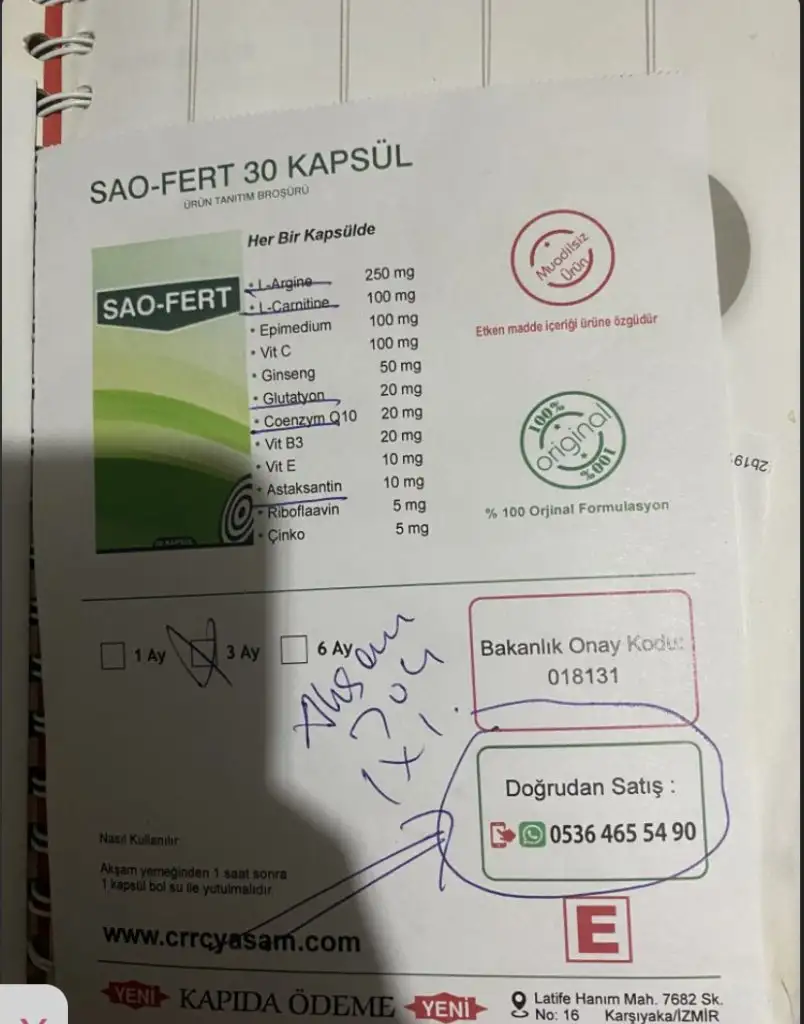 SAO-FERT 30 KAPSÜL
ÜRÜN TANITIM BROŞÜRÜ
Her Bir Kapsülde
SAO-FERT
30 KAPSÜL
• L-Argine 250 mg
• L-Carnitine 100 mg
• Epimedium 100 mg
• Vit C 100 mg
• Ginseng 50 mg
• Glutatyon 20 mg
• Coenzym Q10 20 mg
• Vit B3 20 mg
• Vit E 10 mg
• Astaksantin 10 mg
• Riboflaavin 5 mg
• Çinko 5 mg
Muadilsiz
Ürün
Etken madde içeriği ürüne özgüdür
100%
original
100%
% 100 Orjinal Formulasyon
2b19
1 Ay
3 Ay
6 Ay
Akşam
1x1
Bakanlık Onay Kodu:
018131
Doğrudan Satış :
0536 465 54 90
Nasıl Kullanılır
Akşam yemeğinden 1 saat sonra
1 kapsül bol su ile yutulmalıdır
www.crrcyasam.com
E
YENİ KAPIDA ÖDEME YENİ
Latife Hanım Mah. 7682 Sk.
No: 16 Karşıyaka/İZMİR